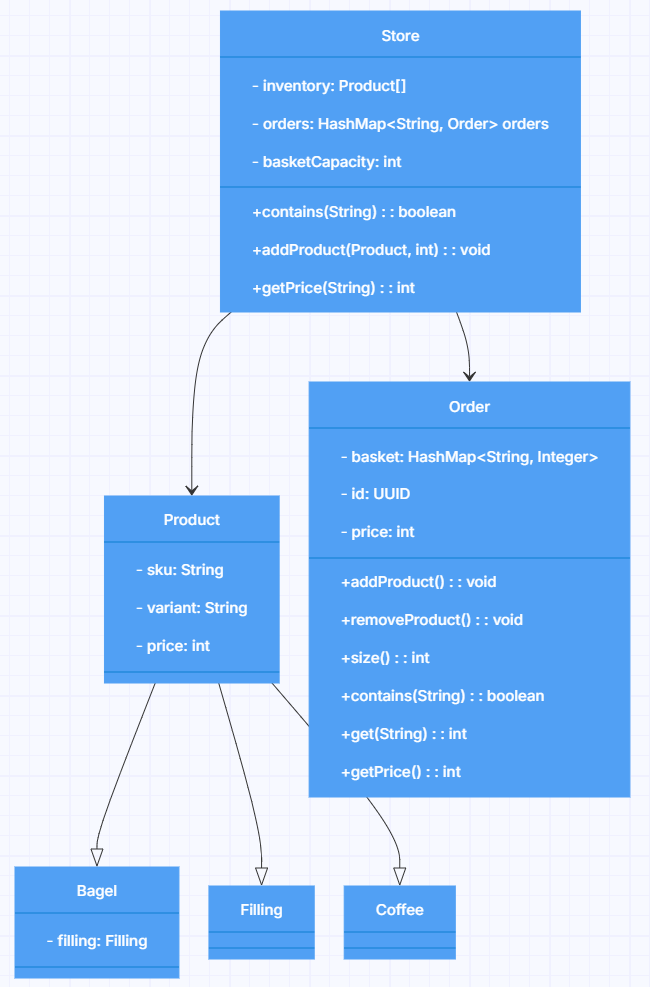 Store
- inventory: Product[]
- orders: HashMap<String, Order> orders
- basketCapacity: int
+contains(String) : : boolean
+addProduct(Product, int) : : void
+getPrice(String) : : int
Order
- basket: HashMap<String, Integer>
- id: UUID
- price: int
+addProduct() : : void
+removeProduct() : : void
+size() : : int
+contains(String) : : boolean
+get(String) : : int
+getPrice() : : int
Product
- sku: String
- variant: String
- price: int
Bagel
- filling: Filling
Filling
Coffee